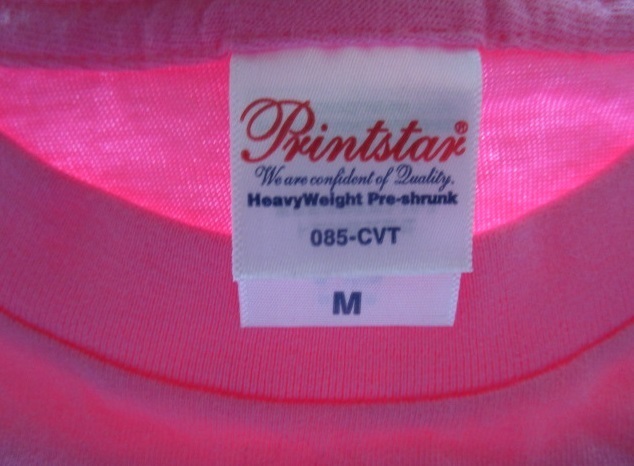 Printstar®
We are confident of Quality.
HeavyWeight Pre-shrunk
085-CVT
M